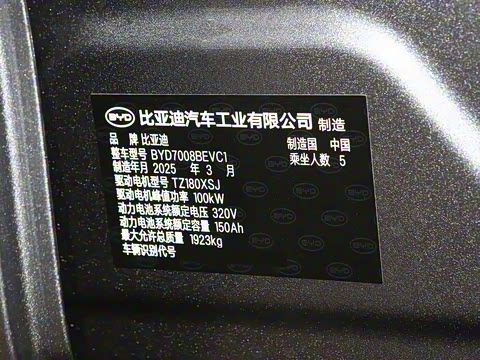 BYD 比亚迪汽车工业有限公司 制造
品 牌 比亚迪 制造国 中国
整车型号 BYD7008BEVC1 乘坐人数 5
制造年月 2025 年 3 月
驱动电机型号 TZ180XSJ
驱动电机峰值功率 100kW
动力电池系统额定电压 320V
动力电池系统额定容量 150Ah
最大允许总质量 1923kg
车辆识别代号